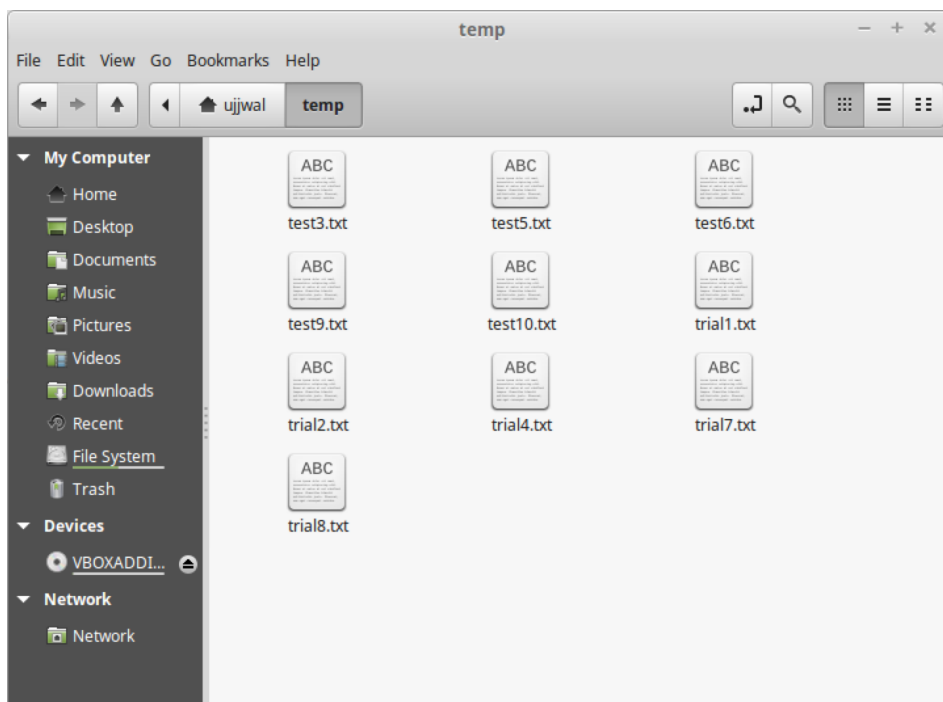 temp
File Edit View Go Bookmarks Help
ujjwal temp
My Computer
Home
Desktop
Documents
Music
Pictures
Videos
Downloads
Recent
File System
Trash
Devices
VBOXADDI...
Network
Network
ABC ABC ABC
test3.txt test5.txt test6.txt
ABC ABC ABC
test9.txt test10.txt trial1.txt
ABC ABC ABC
trial2.txt trial4.txt trial7.txt
ABC
trial8.txt